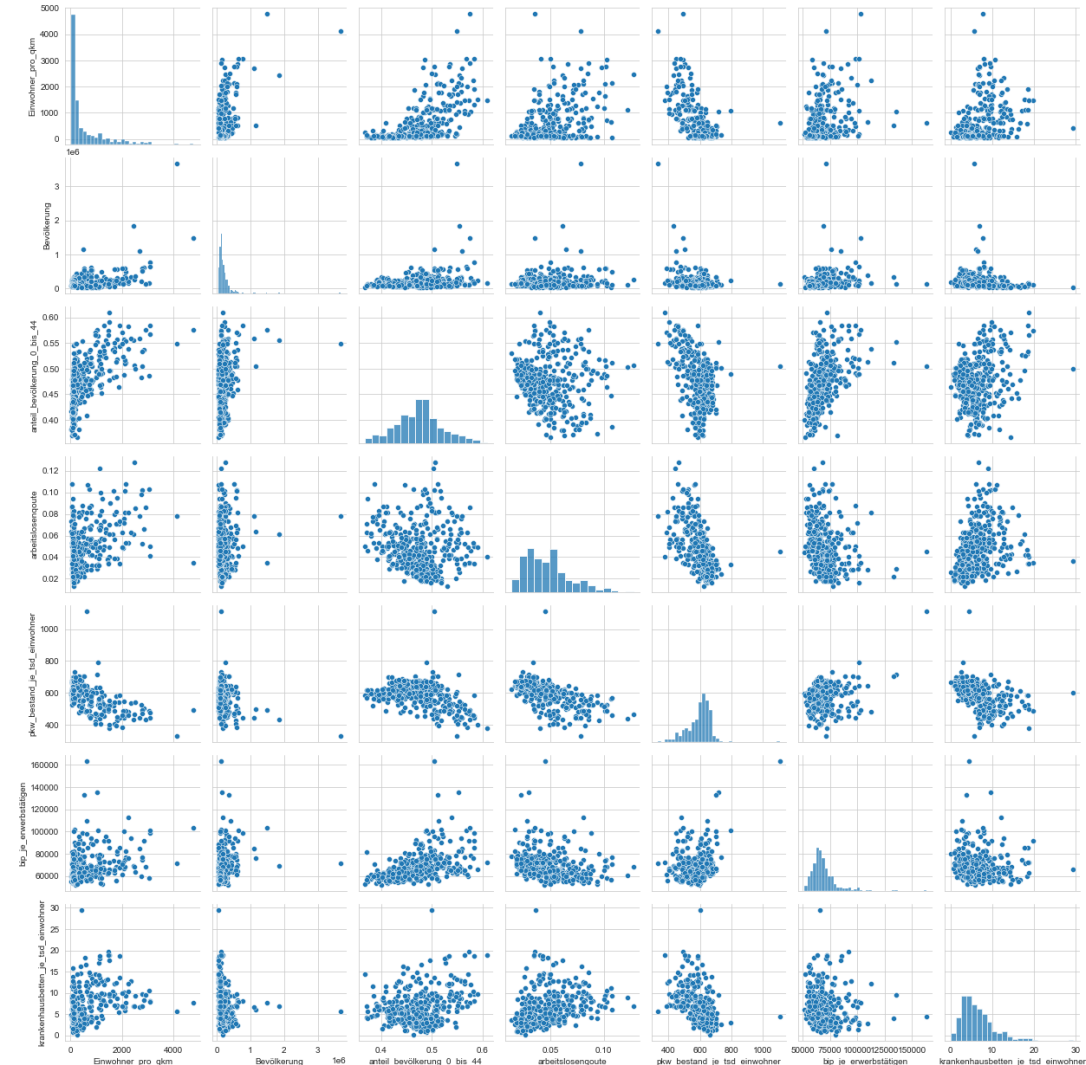 5000
4000
3000
2000
1000
0
Einwohner_pro_qkm
1e6
3
2
1
0
Bevölkerung
0.60
0.55
0.50
0.45
0.40
anteil_bevölkerung_0_bis_44
0.12
0.10
0.08
0.06
0.04
0.02
arbeitslosenqoute
1000
800
600
400
pkw_bestand_je_tsd_einwohner
160000
140000
120000
100000
80000
60000
bip_je_erwerbstätigen
30
25
20
15
10
5
0
krankenhausbetten_je_tsd_einwohner
0 2000 4000
Einwohner_pro_qkm
0 1 2 3
1e6
Bevölkerung
0.4 0.5 0.6
anteil_bevölkerung_0_bis_44
0.05 0.10
arbeitslosenqoute
400 600 800 1000
pkw_bestand_je_tsd_einwohner
50000 75000 100000 125000 150000
bip_je_erwerbstätigen
0 10 20 30
krankenhausbetten_je_tsd_einwohner